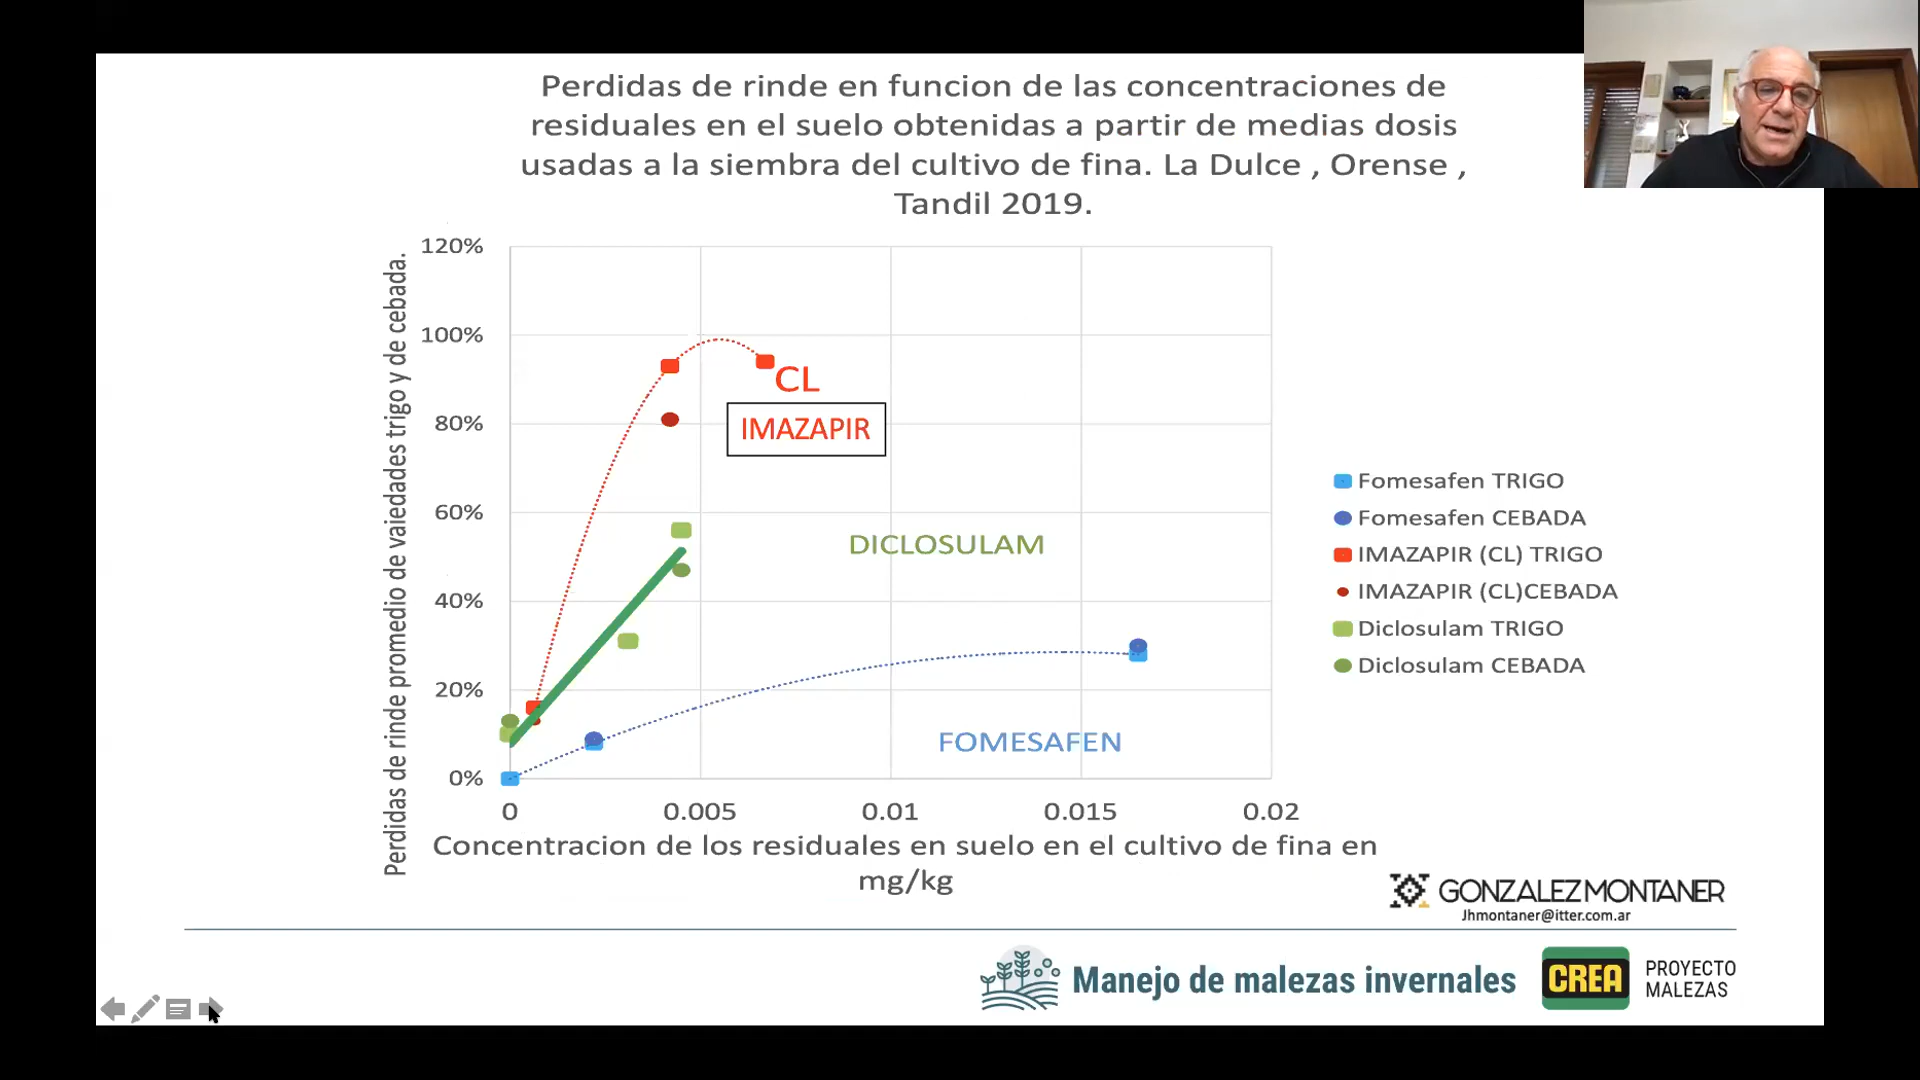 Perdidas de rinde en funcion de las concentraciones de
residuales en el suelo obtenidas a partir de medias dosis
usadas a la siembra del cultivo de fina. La Dulce , Orense ,
Tandil 2019.
Perdidas de rinde promedio de vaiedades trigo y de cebada.
120%
100%
80%
60%
40%
20%
0%
CL
IMAZAPIR
DICLOSULAM
FOMESAFEN
0 0.005 0.01 0.015 0.02
Concentracion de los residuales en suelo en el cultivo de fina en
mg/kg
Fomesafen TRIGO
Fomesafen CEBADA
IMAZAPIR (CL) TRIGO
IMAZAPIR (CL)CEBADA
Diclosulam TRIGO
Diclosulam CEBADA
GONZALEZMONTANER
Jhmontaner@itter.com.ar
Manejo de malezas invernales
CREA
PROYECTO
MALEZAS